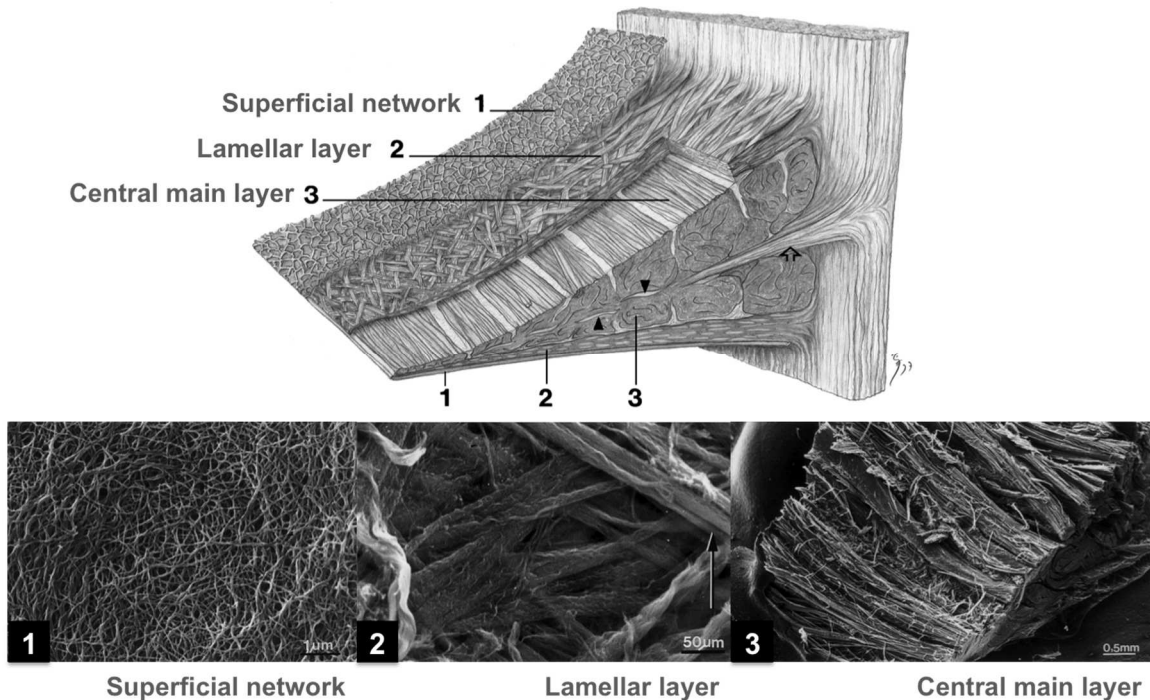 Superficial network 1
Lamellar layer 2
Central main layer 3
1 2 3
1 1µm
2 50µm
3 0.5mm
Superficial network Lamellar layer Central main layer